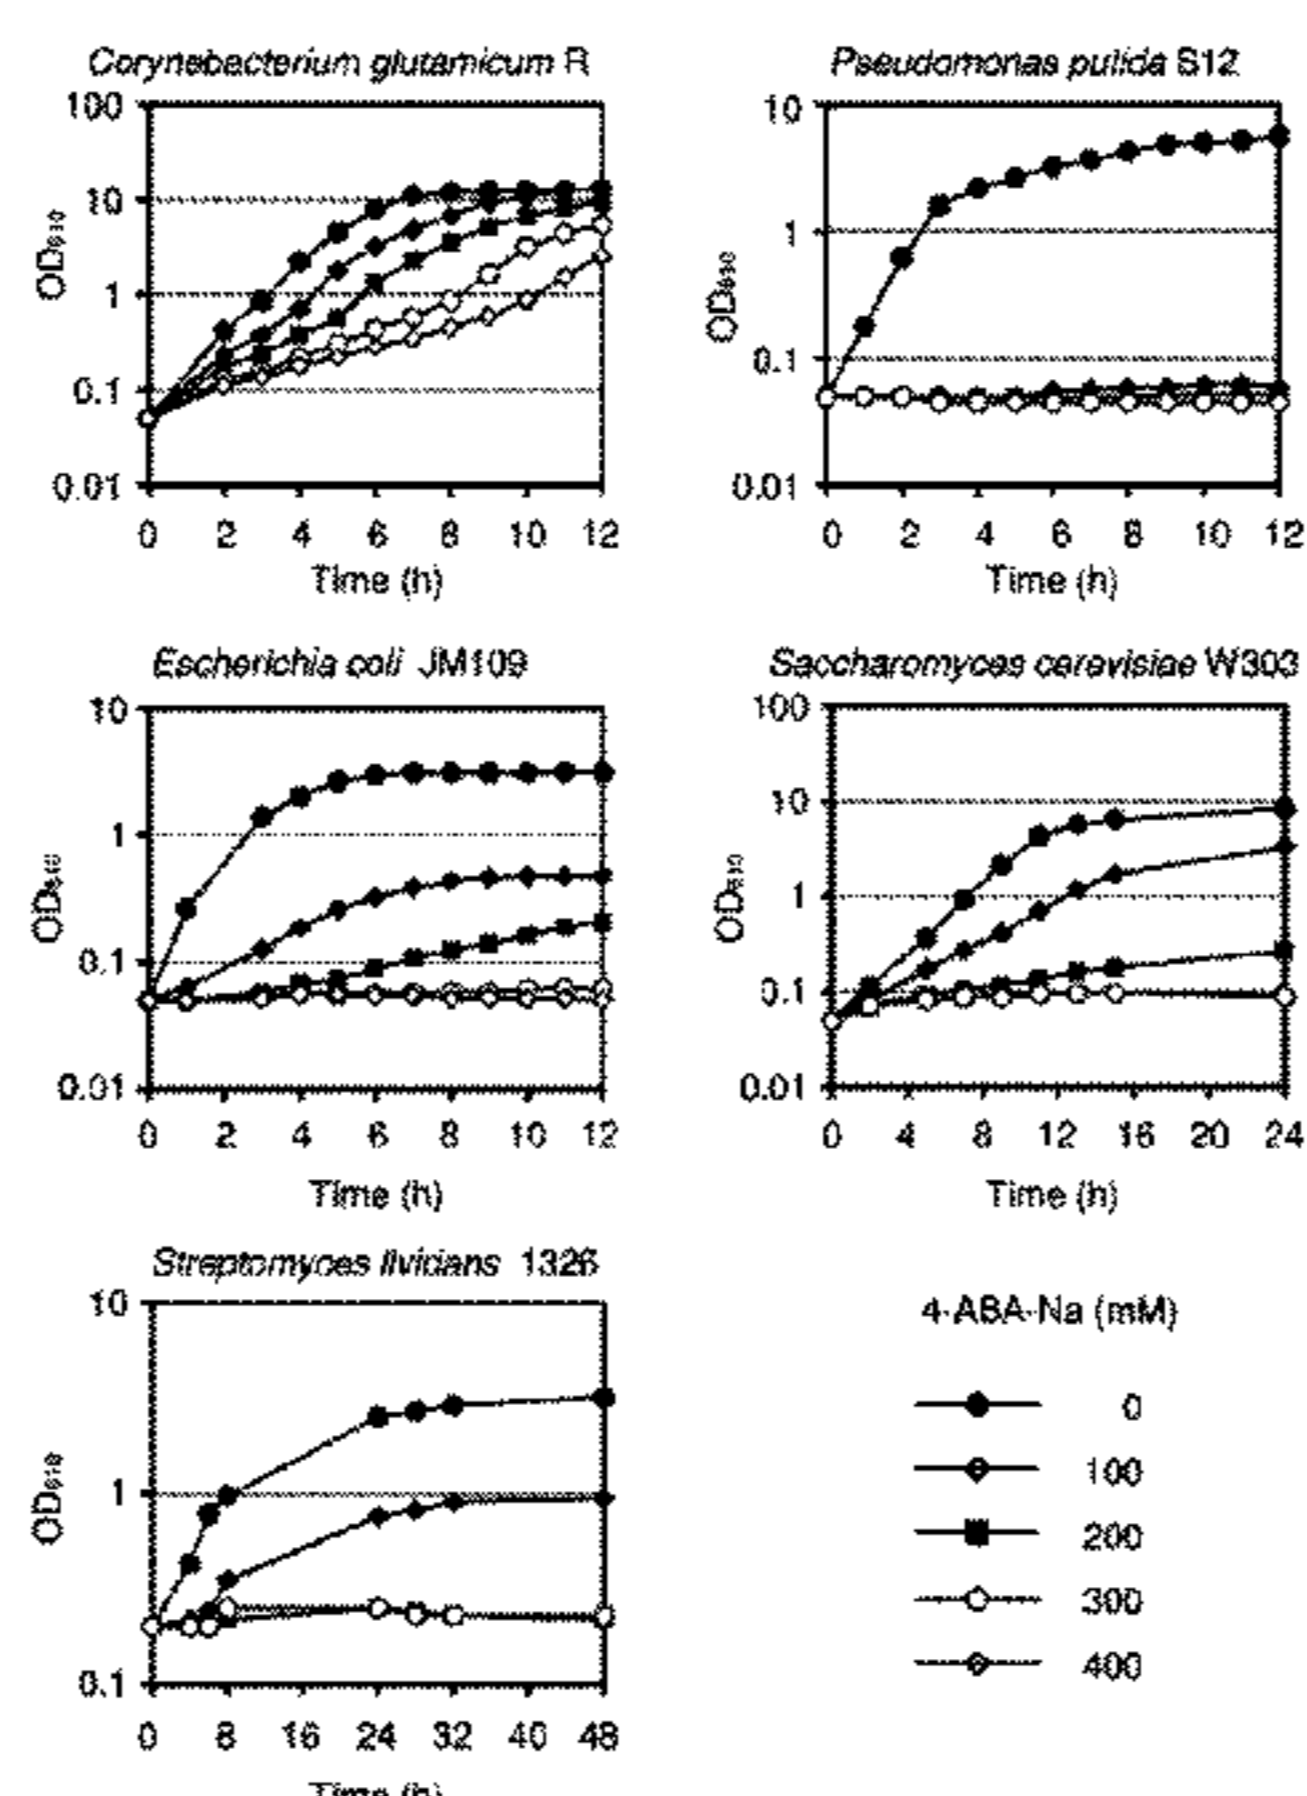 Corynebacterium glutamicum R
100
10
1
0.1
0.01
OD610
0 2 4 6 8 10 12
Time (h)
Pseudomonas putida S12
10
1
0.1
0.01
OD610
0 2 4 6 8 10 12
Time (h)
Escherichia coli JM109
10
1
0.1
0.01
OD610
0 2 4 6 8 10 12
Time (h)
Saccharomyces cerevisiae W303
100
10
1
0.1
0.01
OD610
0 4 8 12 16 20 24
Time (h)
Streptomyces lividans 1326
10
1
0.1
OD610
0 8 16 24 32 40 48
Time (h)
4-ABA-Na (mM)
0
100
200
300
400